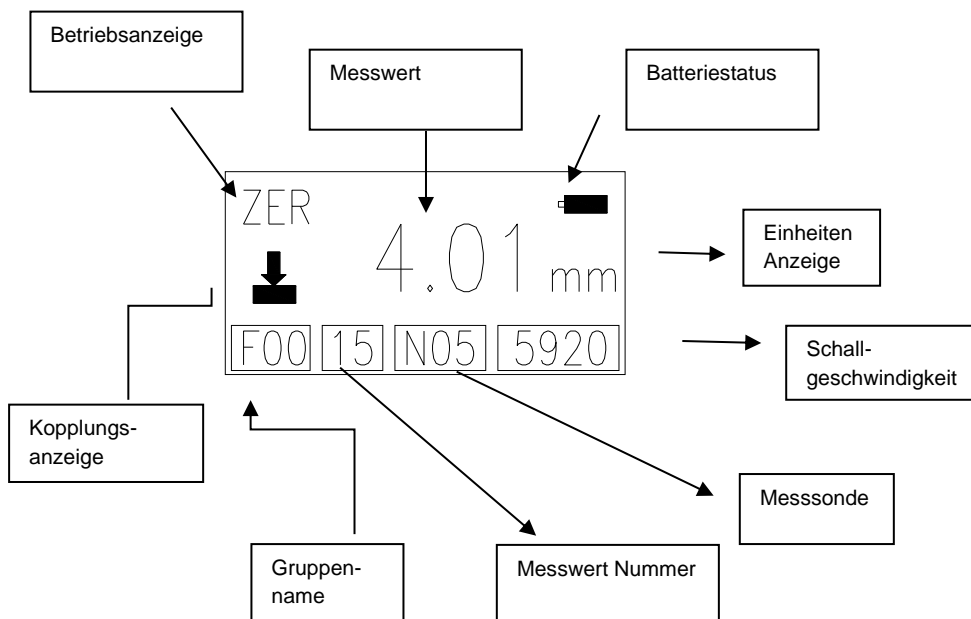 Betriebsanzeige
Messwert
Batteriestatus
ZER
4.01 mm
Einheiten
Anzeige
F00 15 N05 5920
Schall-
geschwindigkeit
Kopplungs-
anzeige
Messsonde
Gruppen-
name
Messwert Nummer